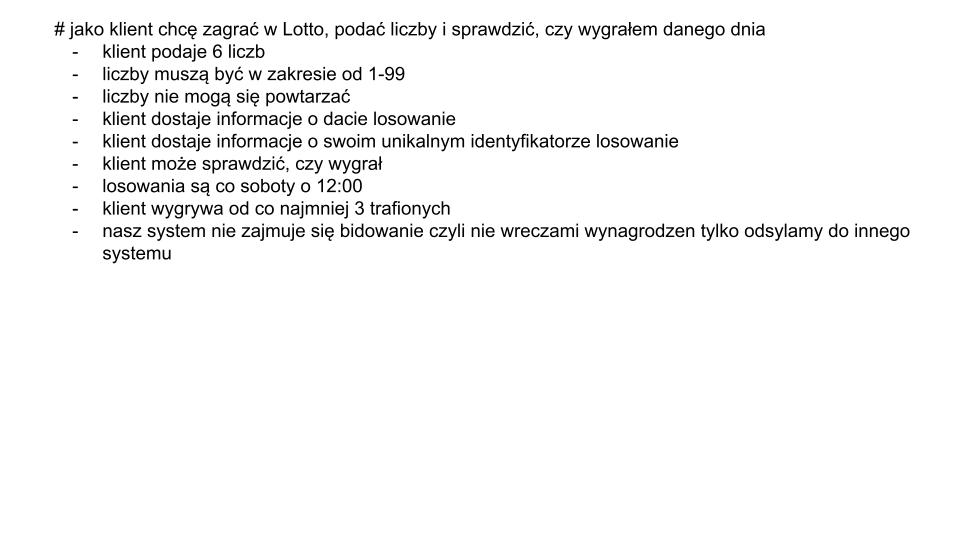 # jako klient chcę zagrać w Lotto, podać liczby i sprawdzić, czy wygrałem danego dnia
- klient podaje 6 liczb
- liczby muszą być w zakresie od 1-99
- liczby nie mogą się powtarzać
- klient dostaje informacje o dacie losowanie
- klient dostaje informacje o swoim unikalnym identyfikatorze losowanie
- klient może sprawdzić, czy wygrał
- losowania są co soboty o 12:00
- klient wygrywa od co najmniej 3 trafionych
- nasz system nie zajmuje się bidowanie czyli nie wreczami wynagrodzen tylko odsylamy do innego
systemu